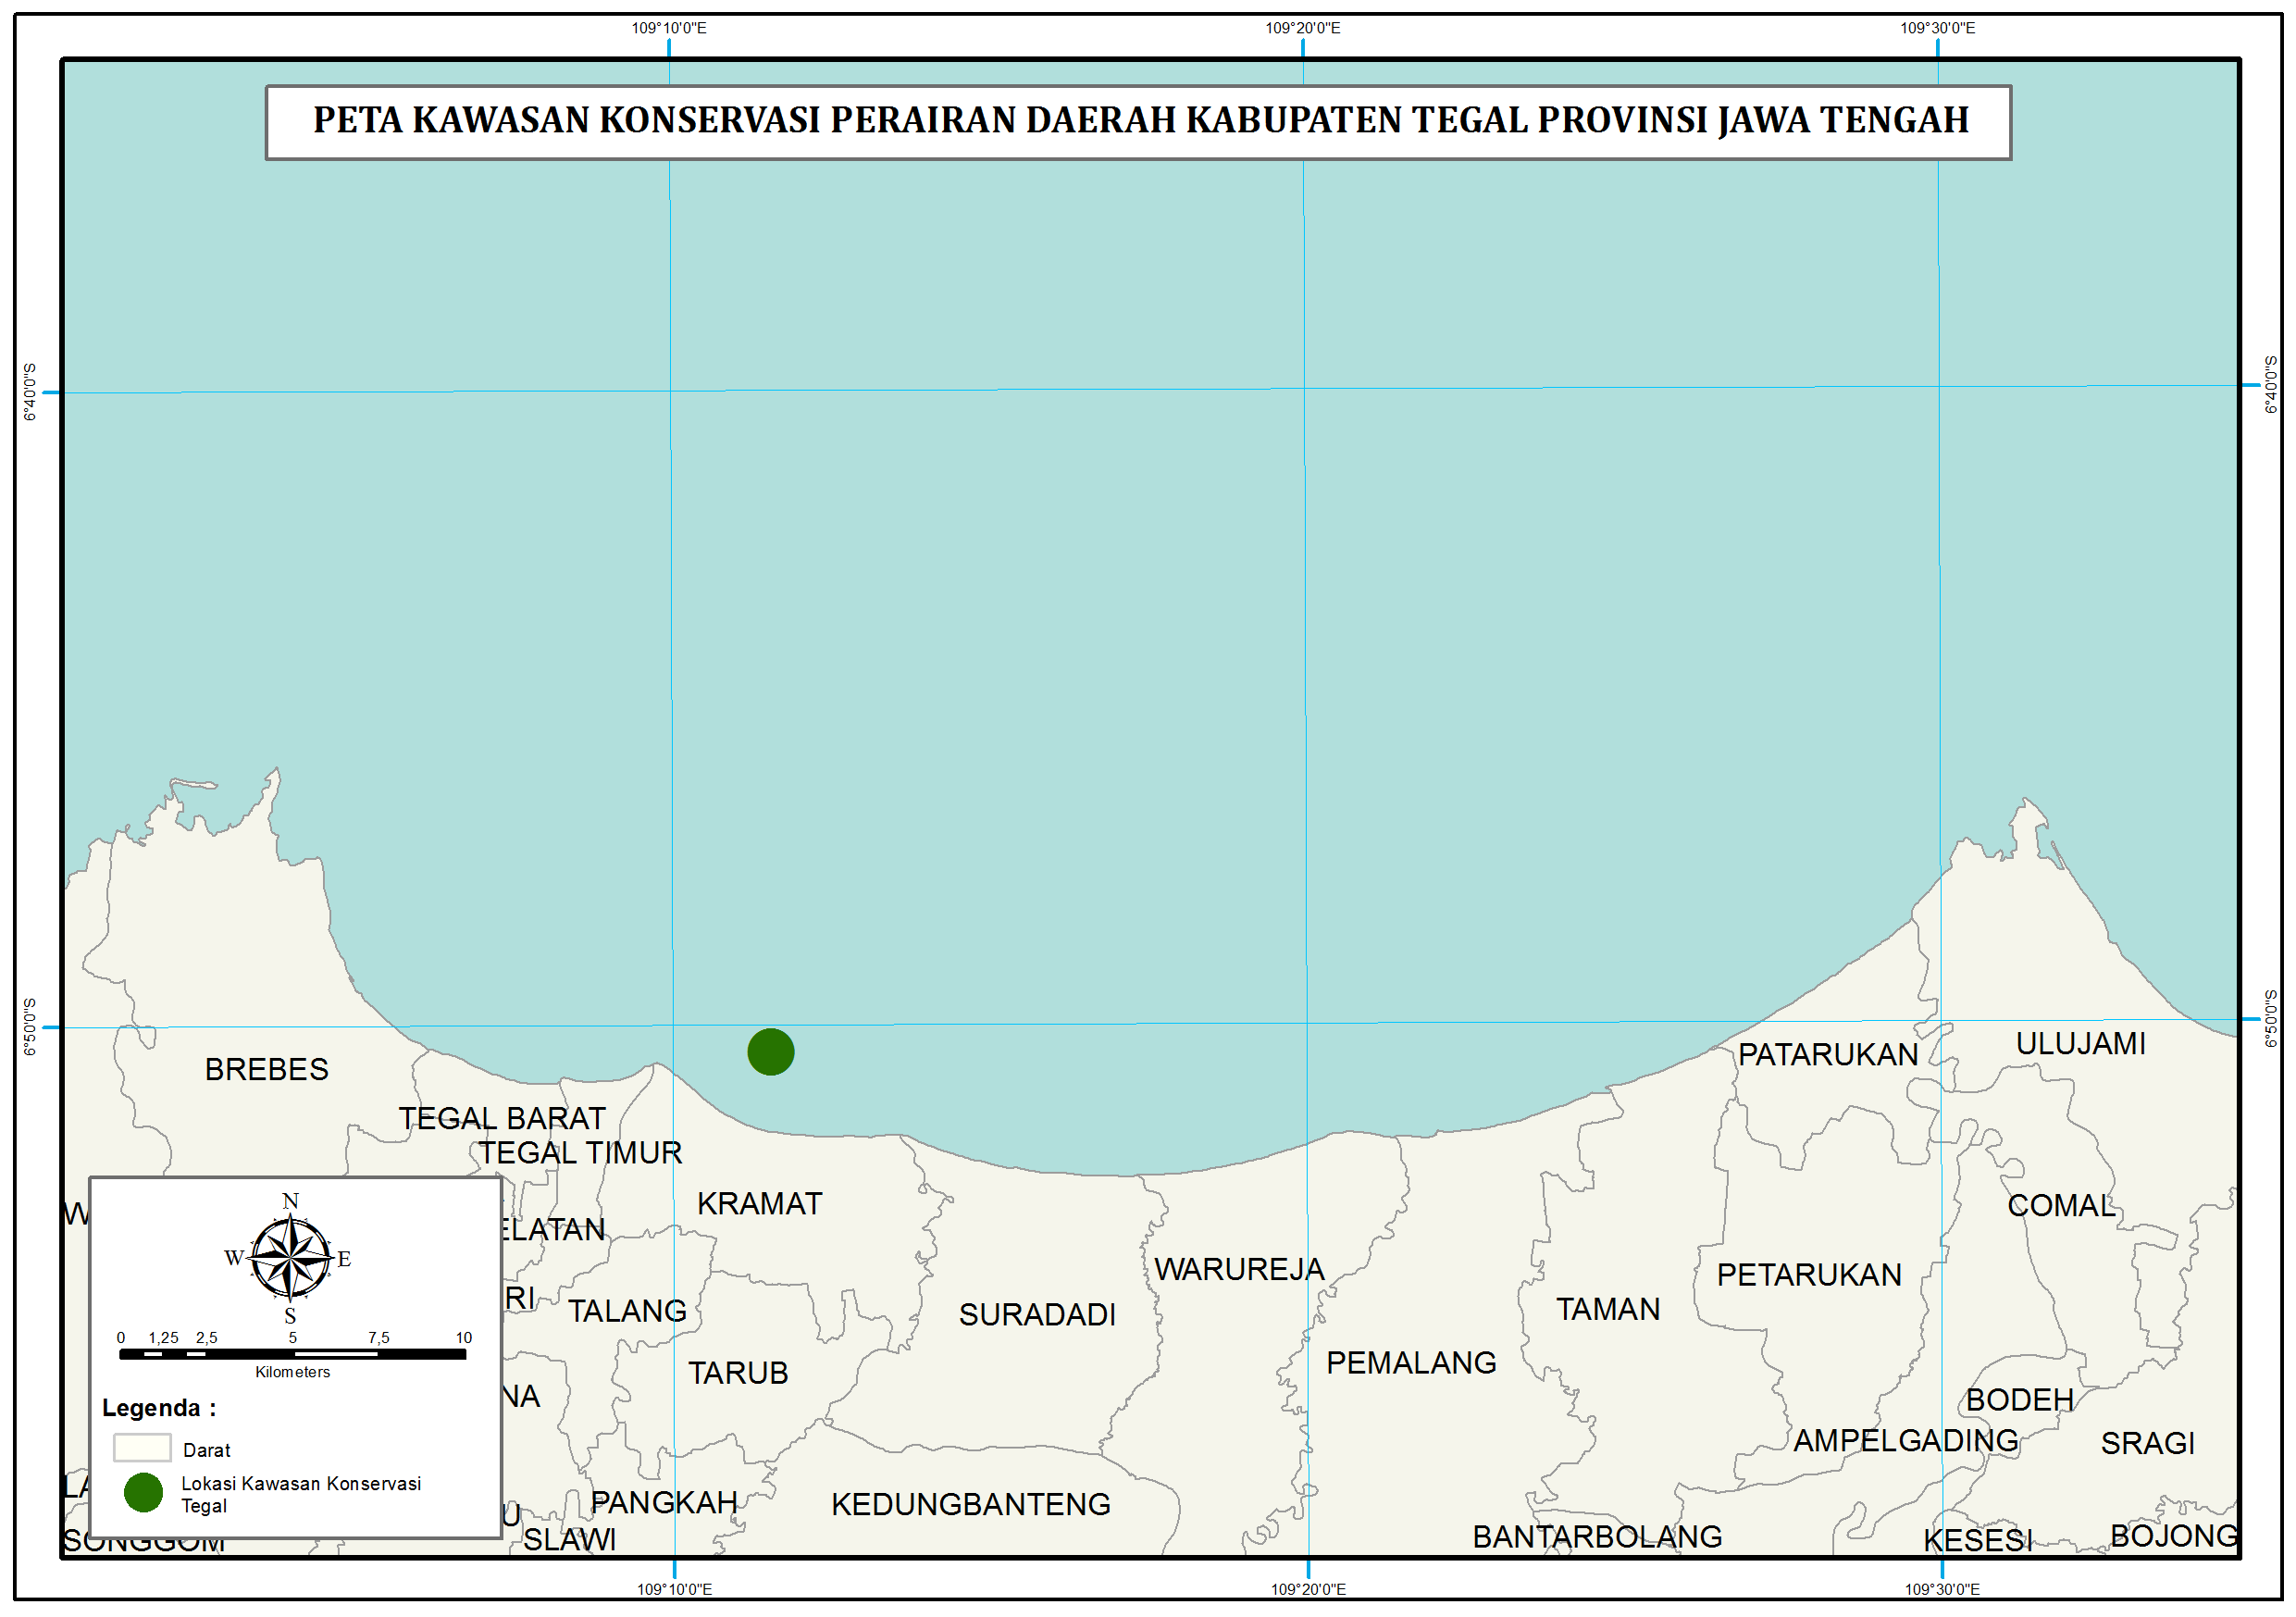 109°10'0"E
109°20'0"E
109°30'0"E
PETA KAWASAN KONSERVASI PERAIRAN DAERAH KABUPATEN TEGAL PROVINSI JAWA TENGAH
6°40'0"S
6°40'0"S
6°50'0"S
6°50'0"S
BREBES
PATARUKAN
ULUJAMI
TEGAL BARAT
TEGAL TIMUR
KRAMAT
COMAL
W
ELATAN
WARUREJA
PETARUKAN
RI
TALANG
SURADADI
TAMAN
TARUB
PEMALANG
NA
BODEH
AMPELGADING
SRAGI
LA
PANGKAH
KEDUNGBANTENG
U
SLAWI
SONGGOM
BANTARBOLANG
KESESI
BOJONG
N
W
E
S
0 1,25 2,5 5 7,5 10
Kilometers
Legenda :
Darat
Lokasi Kawasan Konservasi
Tegal
109°10'0"E
109°20'0"E
109°30'0"E